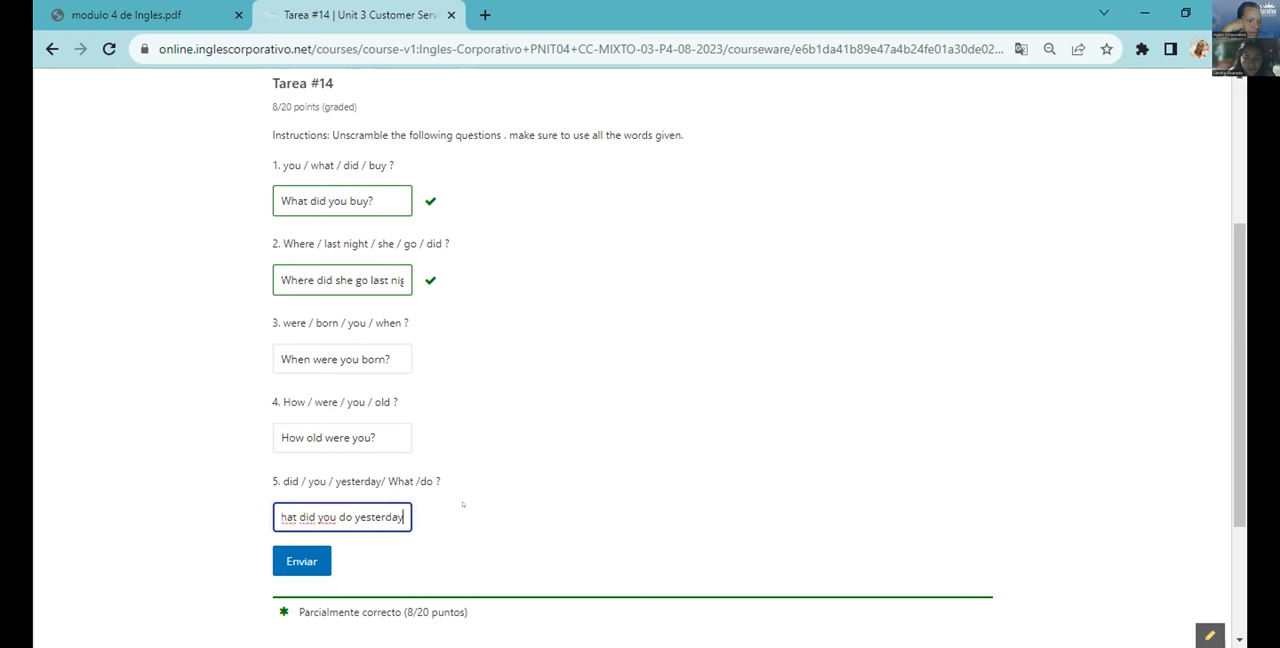 modulo 4 de Ingles.pdf
Tarea #14 | Unit 3 Customer Serv
online.inglescorporativo.net/courses/course-v1:Ingles-Corporativo+PNIT04+CC-MIXTO-03-P4-08-2023/courseware/e6b1da41b89e47a4b24fe01a30de02...
Tarea #14
8/20 points (graded)
Instructions: Unscramble the following questions . make sure to use all the words given.
1. you / what / did / buy ?
What did you buy?
2. Where / last night / she / go / did ?
Where did she go last nig
3. were / born / you / when ?
When were you born?
4. How / were / you / old ?
How old were you?
5. did / you / yesterday/ What /do ?
hat did you do yesterday
Enviar
Parcialmente correcto (8/20 puntos)